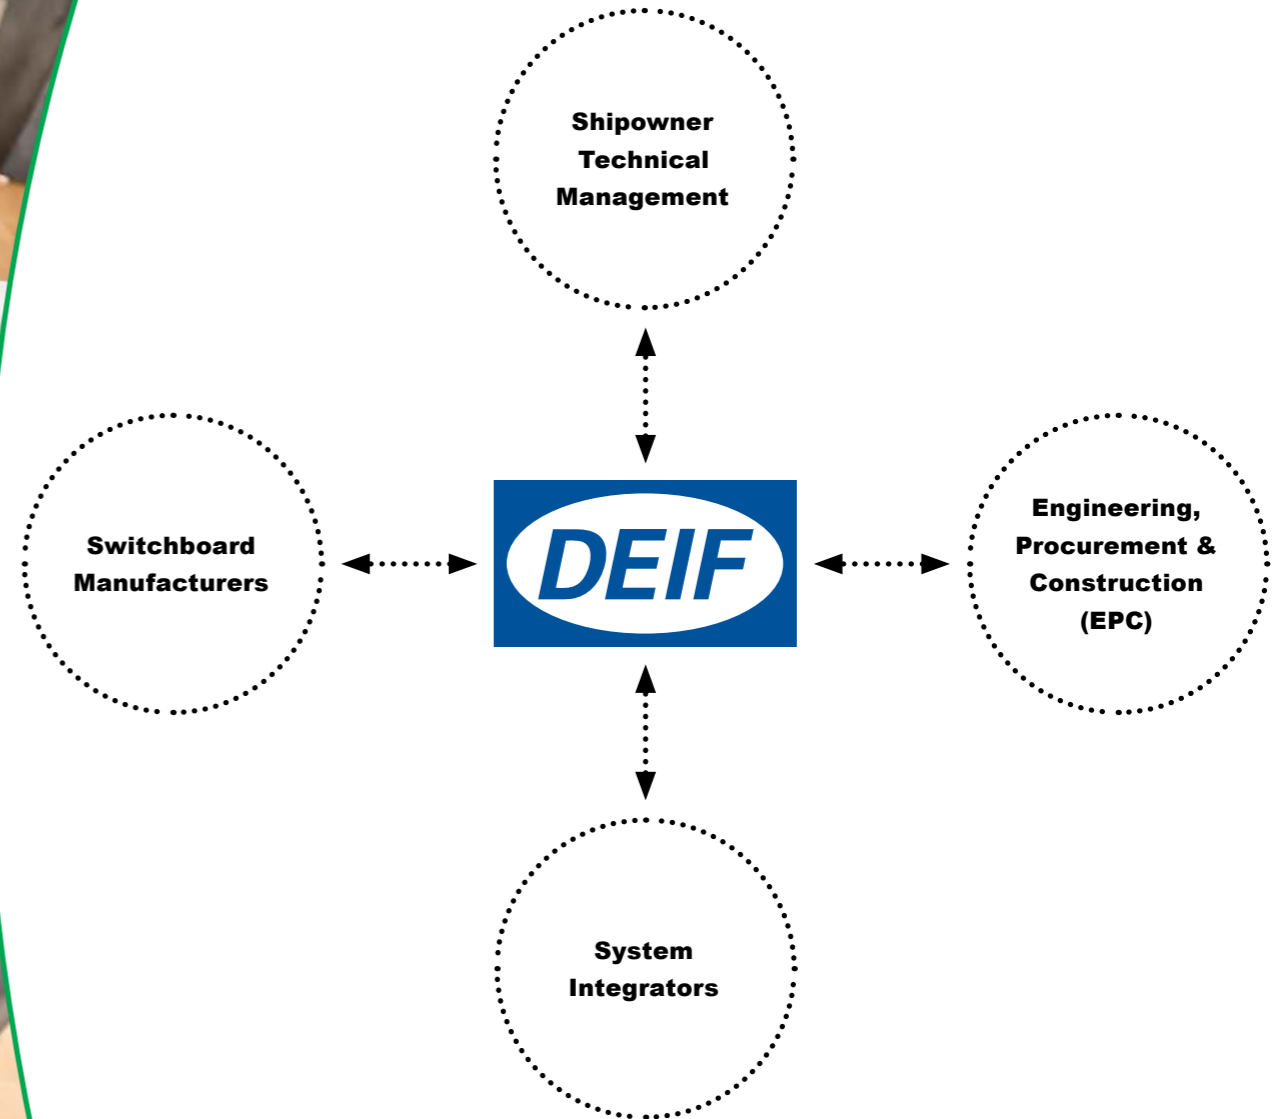 Shipowner
Technical
Management
Switchboard
Manufacturers
DEIF
Engineering,
Procurement &
Construction
(EPC)
System
Integrators